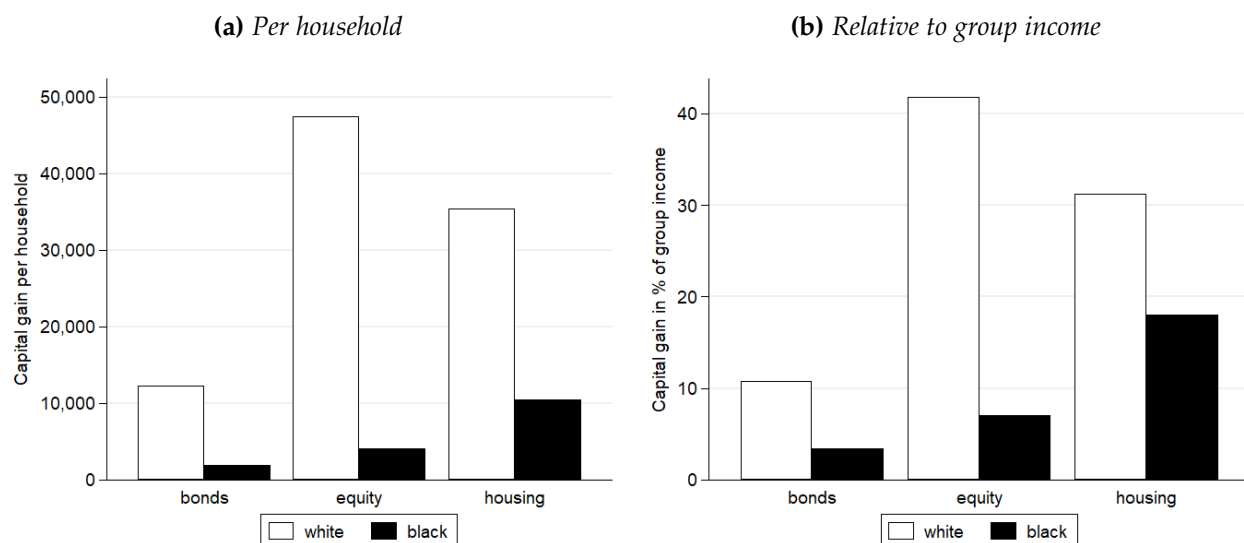 (a) Per household
Capital gain per household
50,000
40,000
30,000
20,000
10,000
0
bonds equity housing
white black
(b) Relative to group income
Capital gain in % of group income
40
30
20
10
0
bonds equity housing
white black